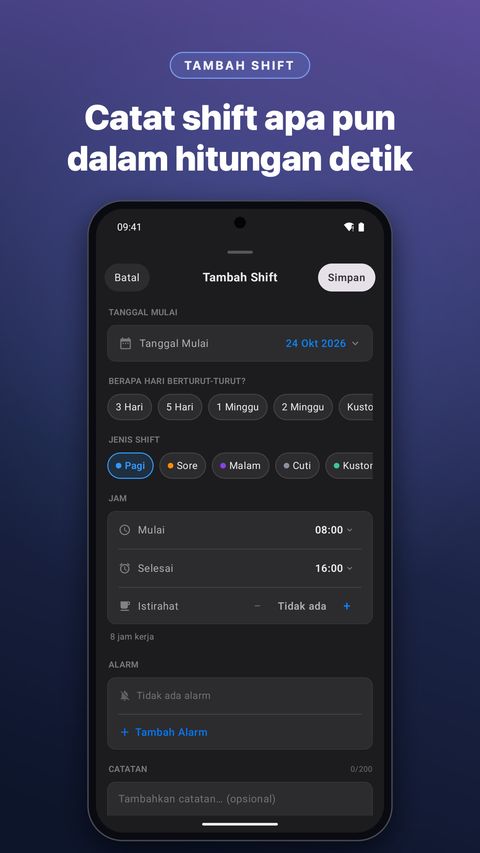 TAMBAH SHIFT
Catat shift apa pun
dalam hitungan detik
09:41
Batal
Tambah Shift
Simpan
TANGGAL MULAI
Tanggal Mulai
24 Okt 2026
BERAPA HARI BERTURUT-TURUT?
3 Hari
5 Hari
1 Minggu
2 Minggu
Kusto
JENIS SHIFT
Pagi
Sore
Malam
Cuti
Kustor
JAM
Mulai
08:00
Selesai
16:00
Istirahat
− Tidak ada +
8 jam kerja
ALARM
Tidak ada alarm
+ Tambah Alarm
CATATAN
0/200
Tambahkan catatan... (opsional)